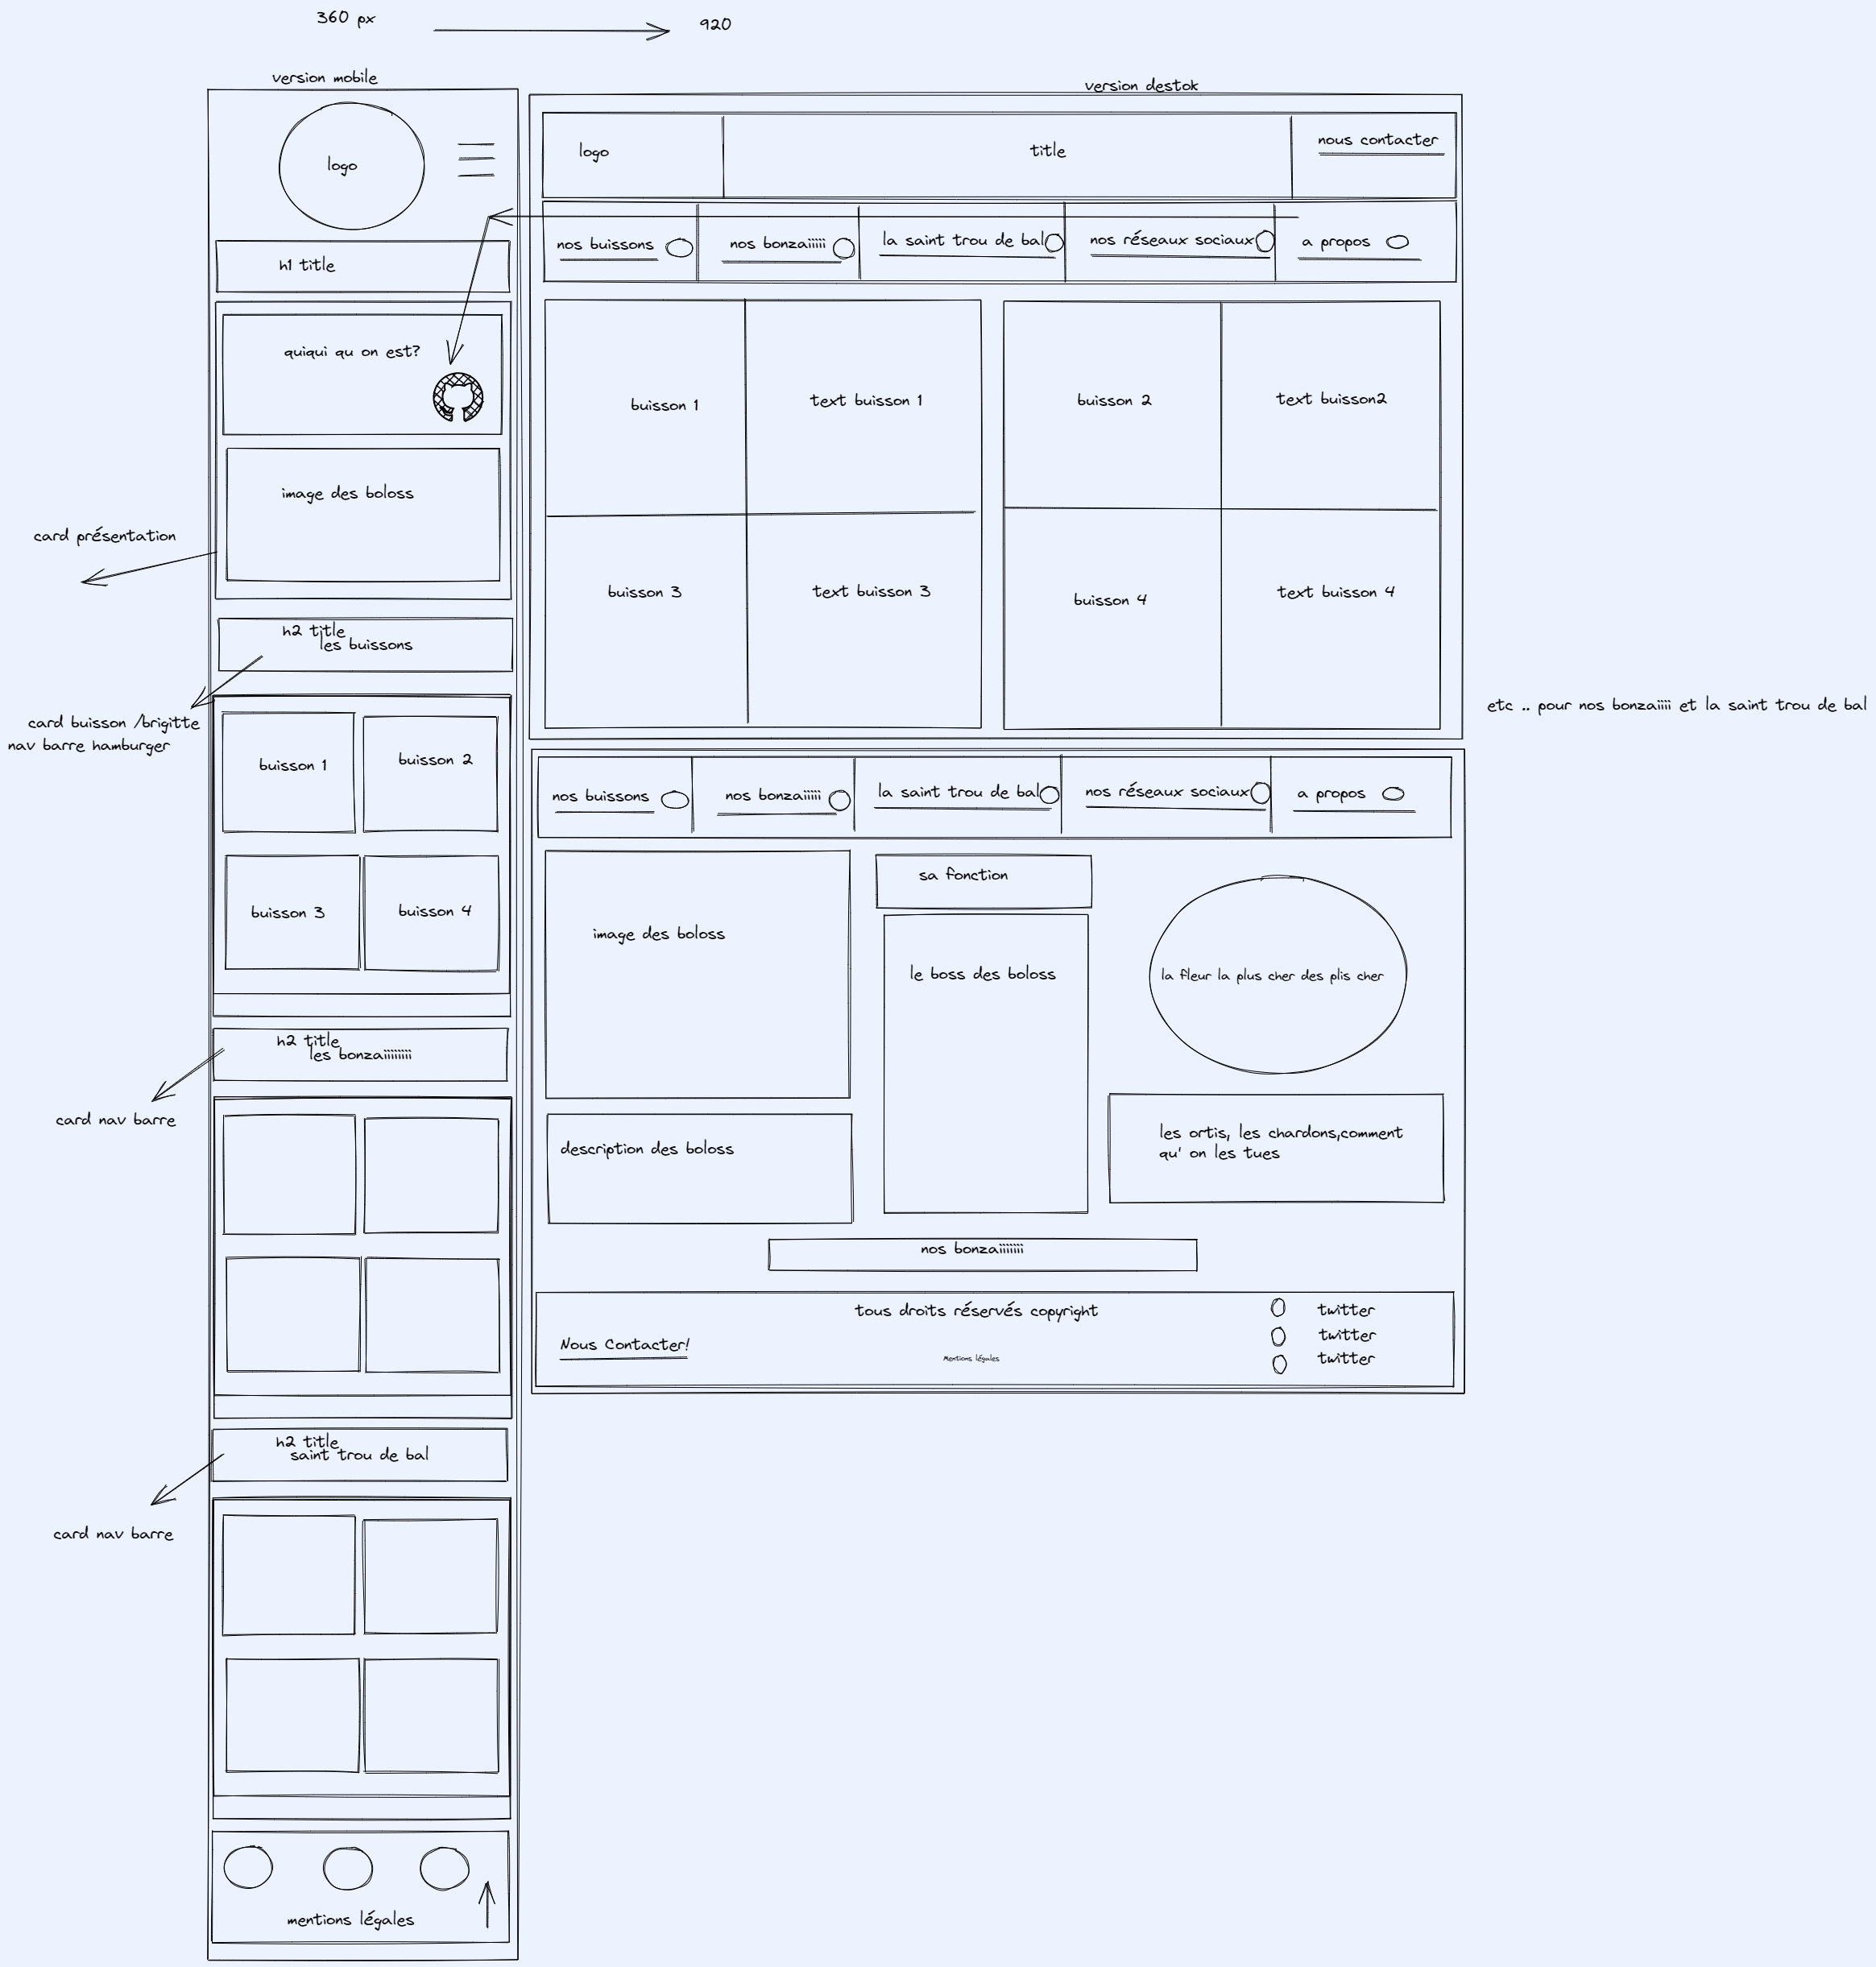 360 px
920
version mobile
logo
h1 title
quiqui qu on est?
image des boloss
card présentation
h2 title
les buissons
card buisson /brigitte
nav barre hamburger
buisson 1
buisson 2
buisson 3
buisson 4
h2 title
les bonzaiiiiiiii
card nav barre
h2 title
saint trou de bal
card nav barre
mentions légales
version destok
logo
title
nous contacter
nos buissons
nos bonzaiiiii
la saint trou de bal
nos réseaux sociaux
a propos
buisson 1
text buisson 1
buisson 2
text buisson2
buisson 3
text buisson 3
buisson 4
text buisson 4
etc .. pour nos bonzaiiii et la saint trou de bal
nos buissons
nos bonzaiiiii
la saint trou de bal
nos réseaux sociaux
a propos
image des boloss
sa fonction
le boss des boloss
la fleur la plus cher des plis cher
description des boloss
les ortis, les chardons,comment
qu' on les tues
nos bonzaiiiiiii
tous droits réservés copyright
Nous Contacter!
Mentions légales
twitter
twitter
twitter